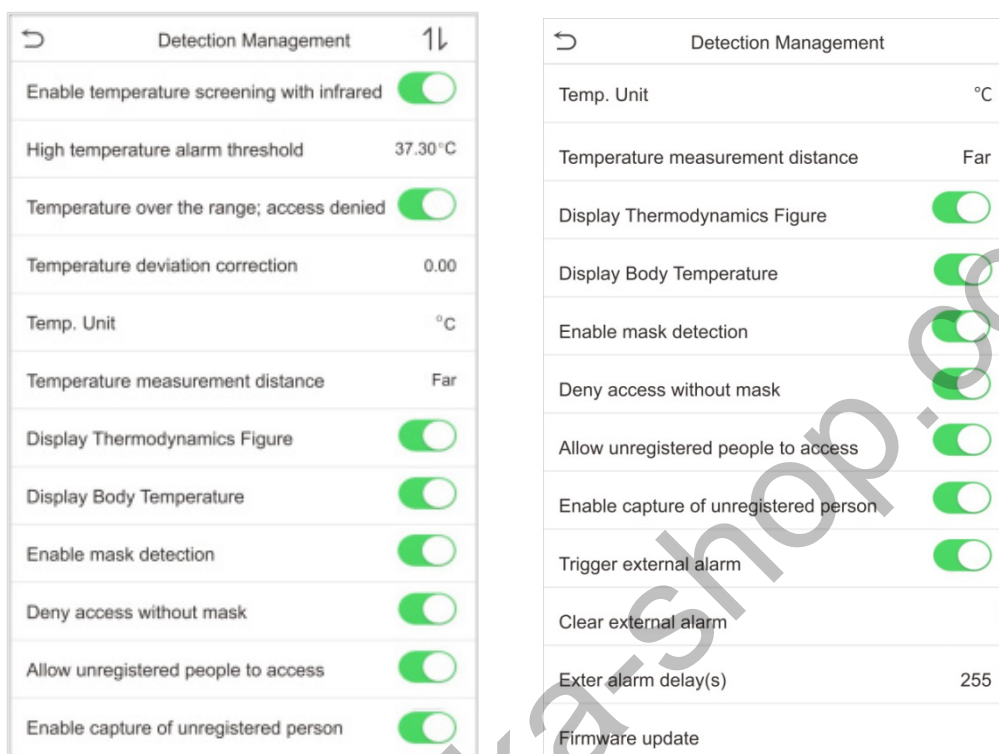 Detection Management
Enable temperature screening with infrared
High temperature alarm threshold 37.30°C
Temperature over the range; access denied
Temperature deviation correction 0.00
Temp. Unit °C
Temperature measurement distance Far
Display Thermodynamics Figure
Display Body Temperature
Enable mask detection
Deny access without mask
Allow unregistered people to access
Enable capture of unregistered person
Detection Management
Temp. Unit °C
Temperature measurement distance Far
Display Thermodynamics Figure
Display Body Temperature
Enable mask detection
Deny access without mask
Allow unregistered people to access
Enable capture of unregistered person
Trigger external alarm
Clear external alarm
Exter alarm delay(s) 255
Firmware update